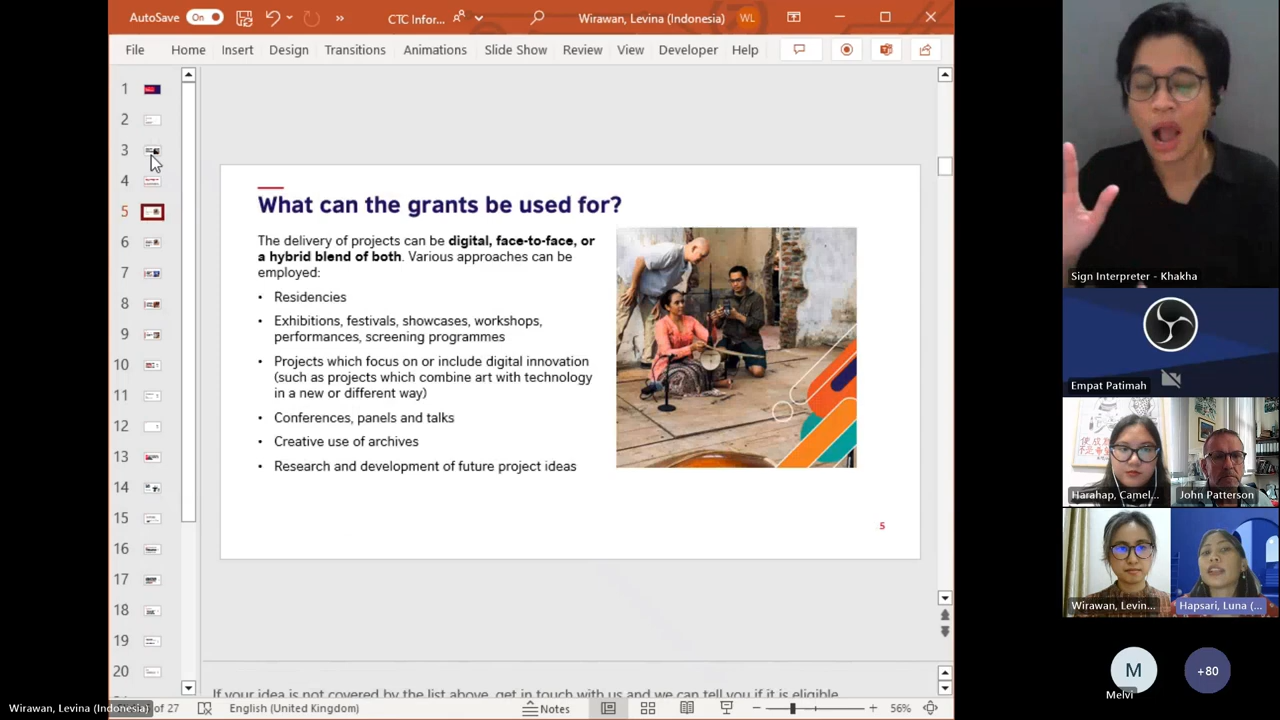 AutoSave On CTC Infor... Wirawan, Levina (Indonesia) WL
File Home Insert Design Transitions Animations Slide Show Review View Developer Help
1
2
3
4
5
6
7
8
9
10
11
12
13
14
15
16
17
18
19
20
What can the grants be used for?
The delivery of projects can be digital, face-to-face, or
a hybrid blend of both. Various approaches can be
employed:
• Residencies
• Exhibitions, festivals, showcases, workshops,
performances, screening programmes
• Projects which focus on or include digital innovation
(such as projects which combine art with technology
in a new or different way)
• Conferences, panels and talks
• Creative use of archives
• Research and development of future project ideas
5
If your idea is not covered by the list above, get in touch with us and we can tell you if it is eligible
Wirawan, Levina (Indonesia) of 27 English (United Kingdom) Notes 56%
Sign Interpreter - Khakha
Empat Patimah
Harahap, Camel... John Patterson
Wirawan, Levin... Hapsari, Luna (...
M +80
Melvi